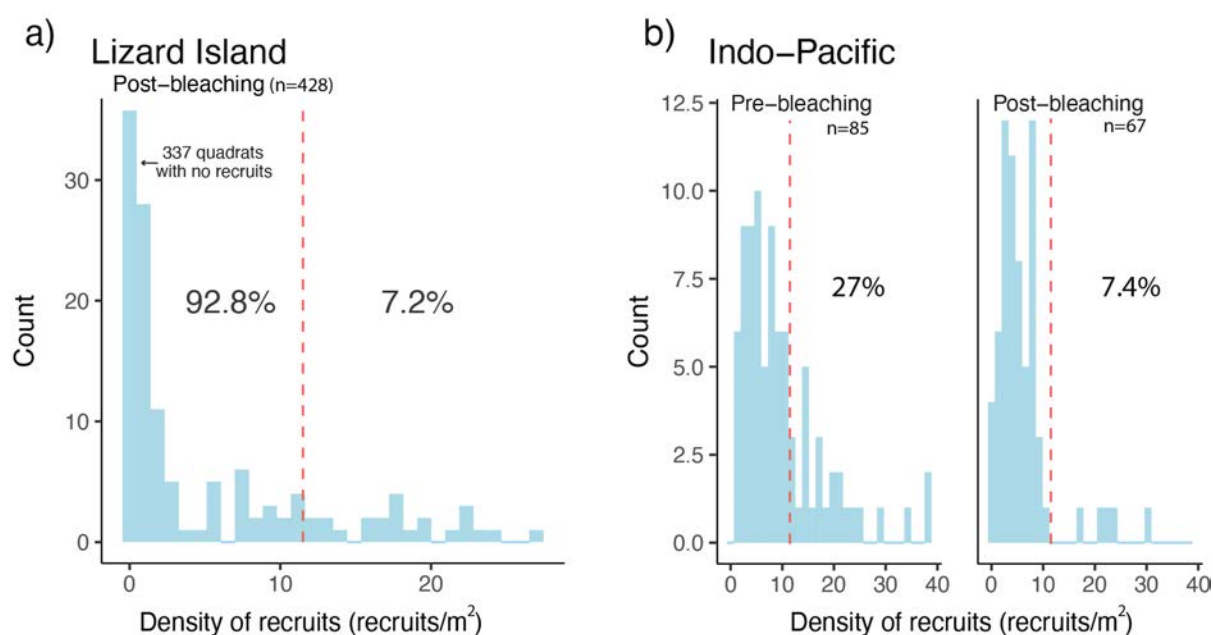 a)
Lizard Island
Post−bleaching (n=428)
30
20
10
0
Count
← 337 quadrats
with no recruits
92.8%
7.2%
0
10
20
Density of recruits (recruits/m²)
b)
Indo−Pacific
12.5
10.0
7.5
5.0
2.5
0.0
Count
Pre−bleaching
n=85
27%
0
10
20
30
40
Post−bleaching
n=67
7.4%
0
10
20
30
40
Density of recruits (recruits/m²)